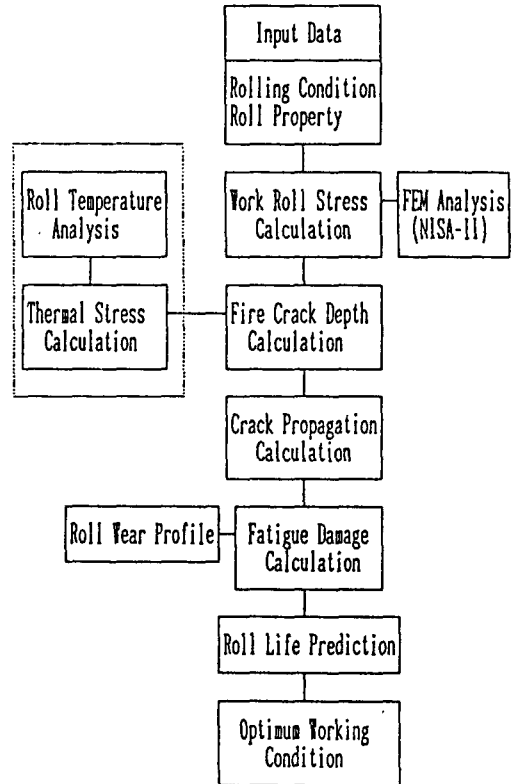 Input Data
Rolling Condition
Roll Property
Roll Temperature
Analysis
Work Roll Stress
Calculation
FEM Analysis
(NISA-II)
Thermal Stress
Calculation
Fire Crack Depth
Calculation
Crack Propagation
Calculation
Roll Wear Profile
Fatigue Damage
Calculation
Roll Life Prediction
Optimum Working
Condition